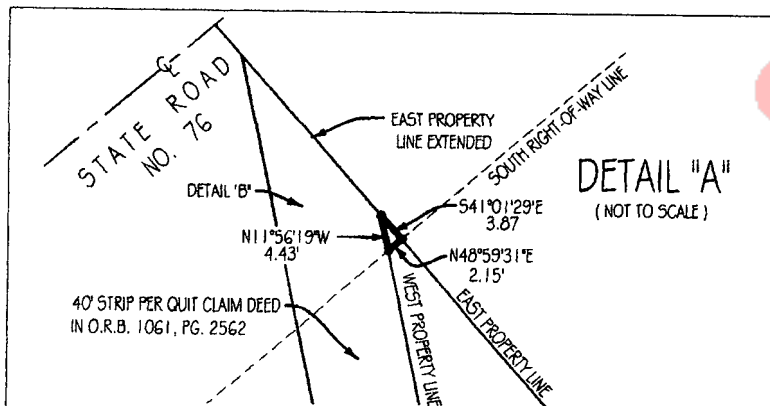 ℄
STATE ROAD
NO. 76
EAST PROPERTY
LINE EXTENDED
SOUTH RIGHT-OF-WAY LINE
DETAIL "A"
( NOT TO SCALE )
DETAIL 'B'
S41°01'29"E
3.87
N11°56'19"W
4.43'
N48°59'31"E
2.15'
40' STRIP PER QUIT CLAIM DEED
IN O.R.B. 1061, PG. 2562
WEST PROPERTY LINE
EAST PROPERTY LINE